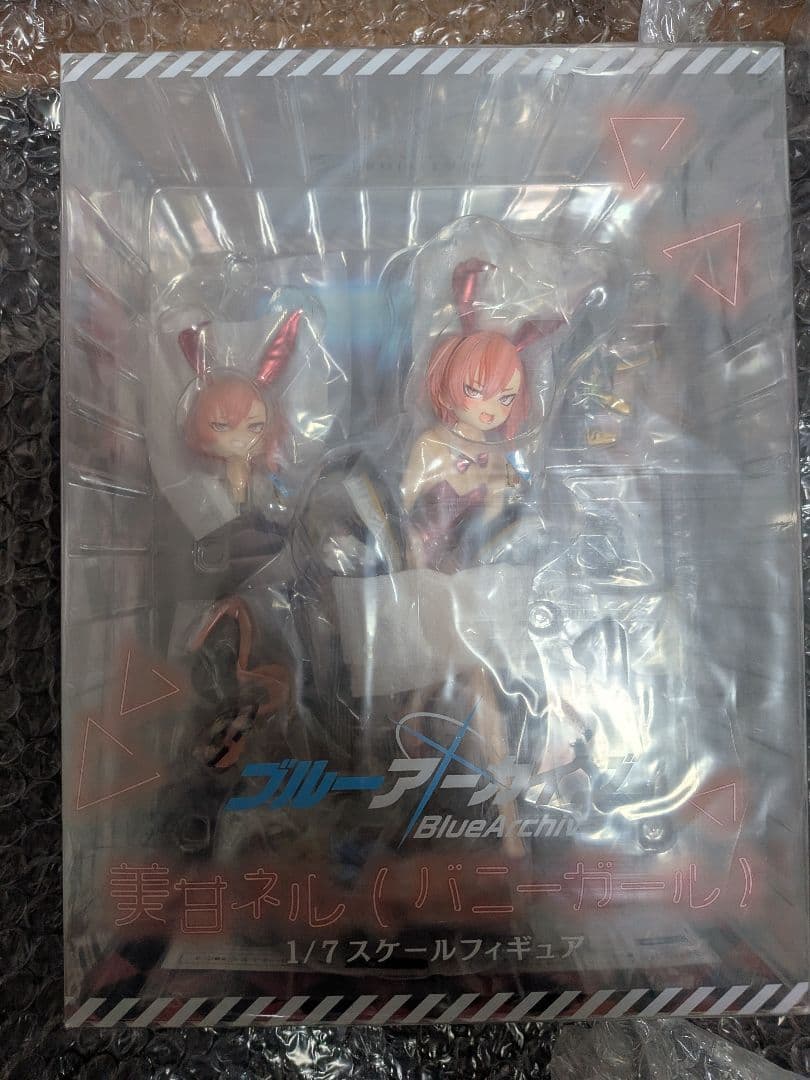 ブルーアーカイブ
BlueArchive
美甘ネル(バニーガール)
1/7スケールフィギュア